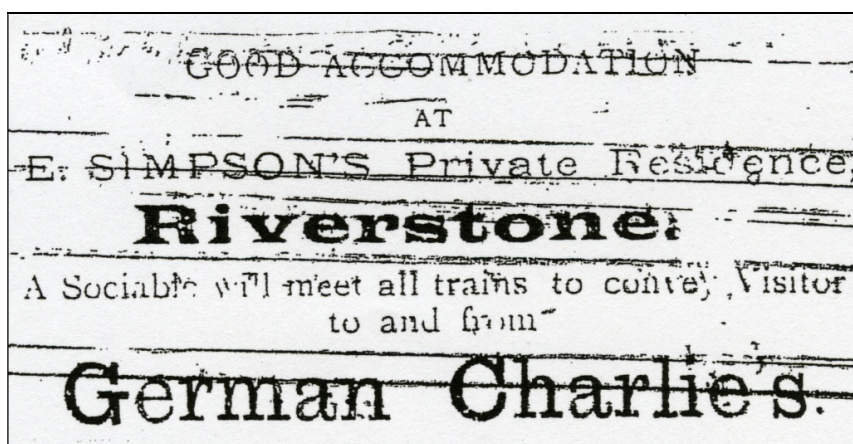 GOOD ACCOMMODATION
AT
E. SIMPSON'S Private Residence,
Riverstone.
A Sociable will meet all trains to convey Visitor
to and from
German Charlie's.